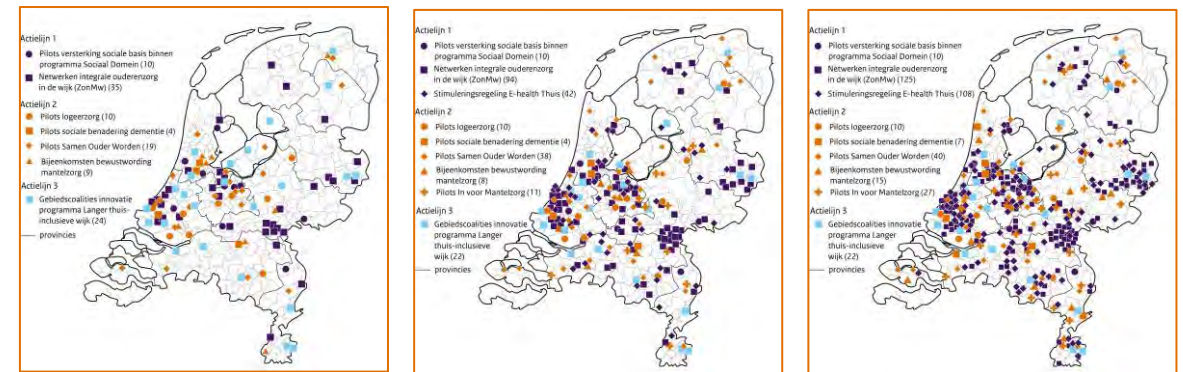 Actielijn 1
Pilots versterking sociale basis binnen
programma Sociaal Domein (10)
Netwerken integrale ouderenzorg
in de wijk (ZonMw) (35)
Actielijn 2
Pilots logeerzorg (10)
Pilots sociale benadering dementie (4)
Pilots Samen Ouder Worden (19)
Bijeenkomsten bewustwording
mantelzorg (9)
Actielijn 3
Gebiedscoalities innovatie
programma Langer thuis-
inclusieve wijk (24)
provincies
Actielijn 1
Pilots versterking sociale basis binnen
programma Sociaal Domein (10)
Netwerken integrale ouderenzorg
in de wijk (ZonMw) (94)
Stimuleringsregeling E-health Thuis (42)
Actielijn 2
Pilots logeerzorg (10)
Pilots sociale benadering dementie (4)
Pilots Samen Ouder Worden (38)
Bijeenkomsten bewustwording
mantelzorg (8)
Pilots In voor Mantelzorg (11)
Actielijn 3
Gebiedscoalities innovatie
programma Langer
thuis-inclusieve
wijk (22)
provincies
Actielijn 1
Pilots versterking sociale basis binnen
programma Sociaal Domein (10)
Netwerken integrale ouderenzorg
in de wijk (ZonMw) (125)
Stimuleringsregeling E-health Thuis (108)
Actielijn 2
Pilots logeerzorg (10)
Pilots sociale benadering dementie (7)
Pilots Samen Ouder Worden (40)
Bijeenkomsten bewustwording
mantelzorg (15)
Pilots In voor Mantelzorg (27)
Actielijn 3
Gebiedscoalities innovatie
programma Langer
thuis-inclusieve
wijk (22)
provincies